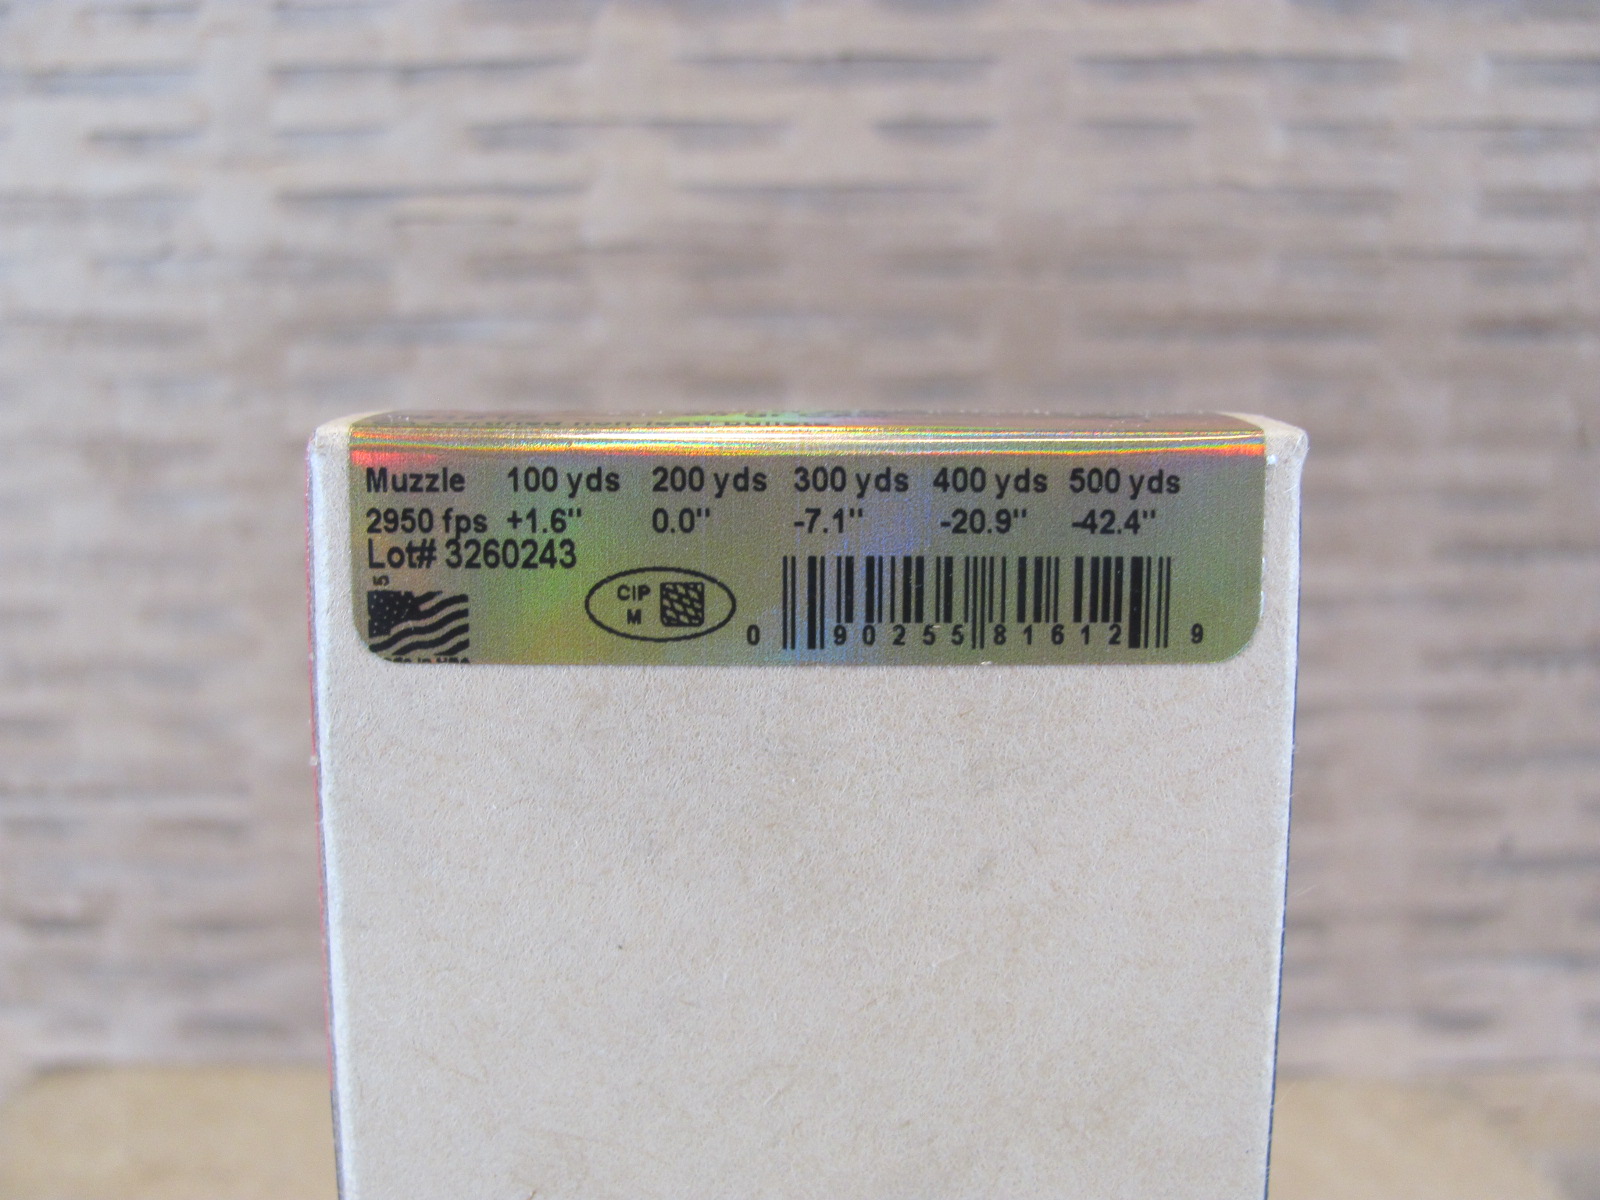 Muzzle 100 yds 200 yds 300 yds 400 yds 500 yds
2950 fps +1.6" 0.0" -7.1" -20.9" -42.4"
Lot# 3260243
CIP
M
0 90255 81612 9